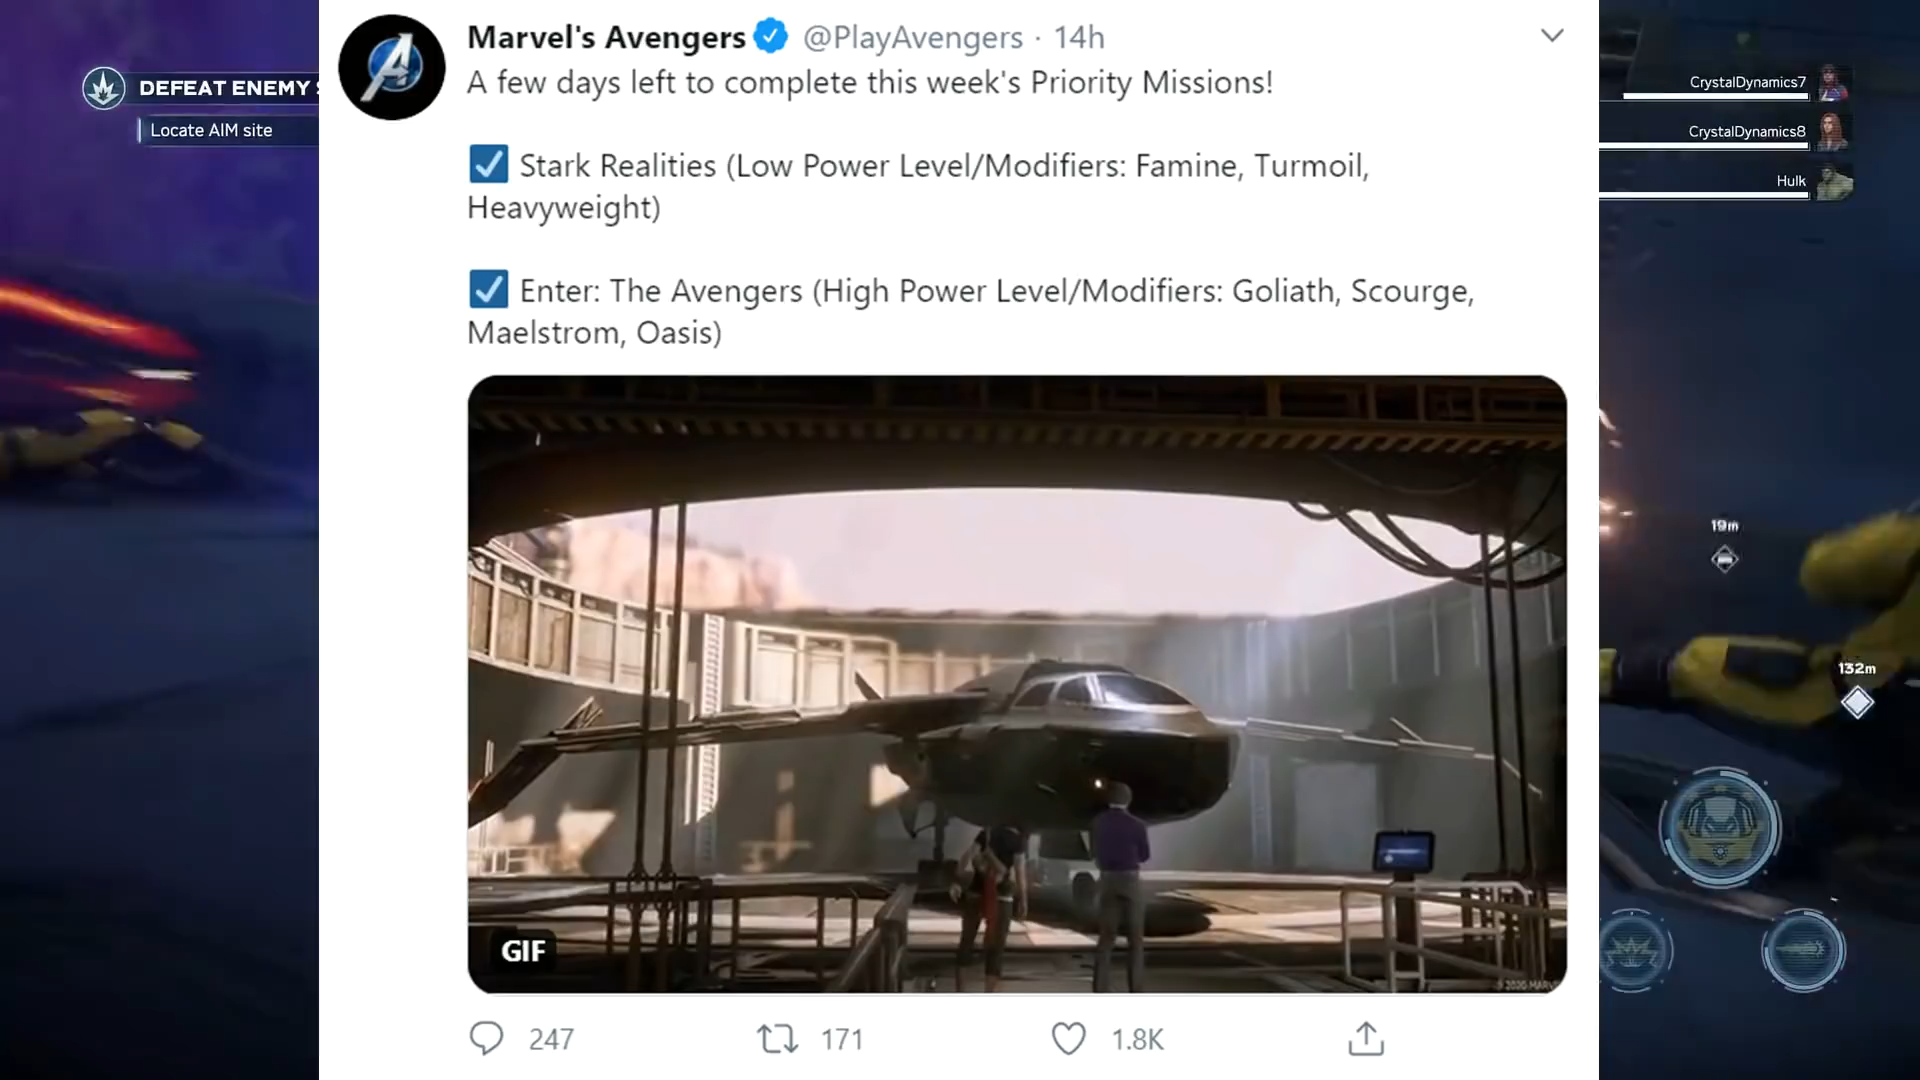 Marvel's Avengers @PlayAvengers · 14h
A few days left to complete this week's Priority Missions!
Stark Realities (Low Power Level/Modifiers: Famine, Turmoil,
Heavyweight)
Enter: The Avengers (High Power Level/Modifiers: Goliath, Scourge,
Maelstrom, Oasis)
GIF
© 2020 MARV
247 171 1.8K
DEFEAT ENEMY
Locate AIM site
CrystalDynamics7
CrystalDynamics8
Hulk
19m
132m